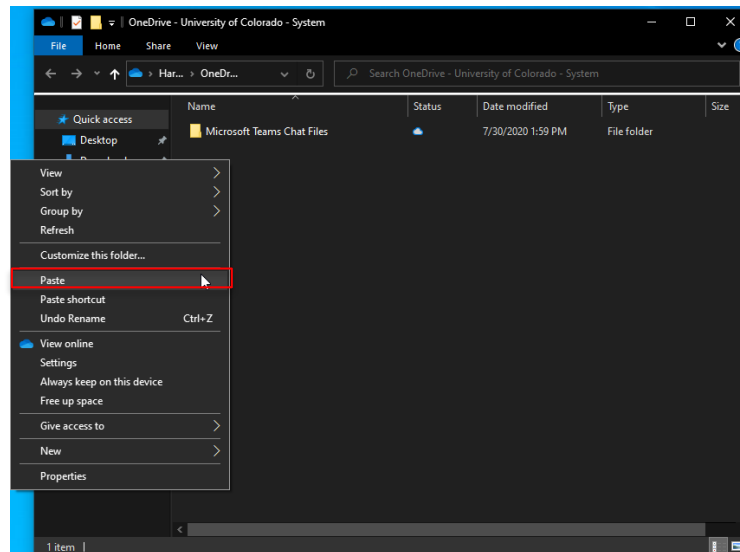 OneDrive - University of Colorado - System
File Home Share View
Har... > OneDr... Search OneDrive - University of Colorado - System
Name Status Date modified Type Size
Quick access
Desktop
Microsoft Teams Chat Files 7/30/2020 1:59 PM File folder
View
Sort by
Group by
Refresh
Customize this folder...
Paste
Paste shortcut
Undo Rename Ctrl+Z
View online
Settings
Always keep on this device
Free up space
Give access to
New
Properties
1 item